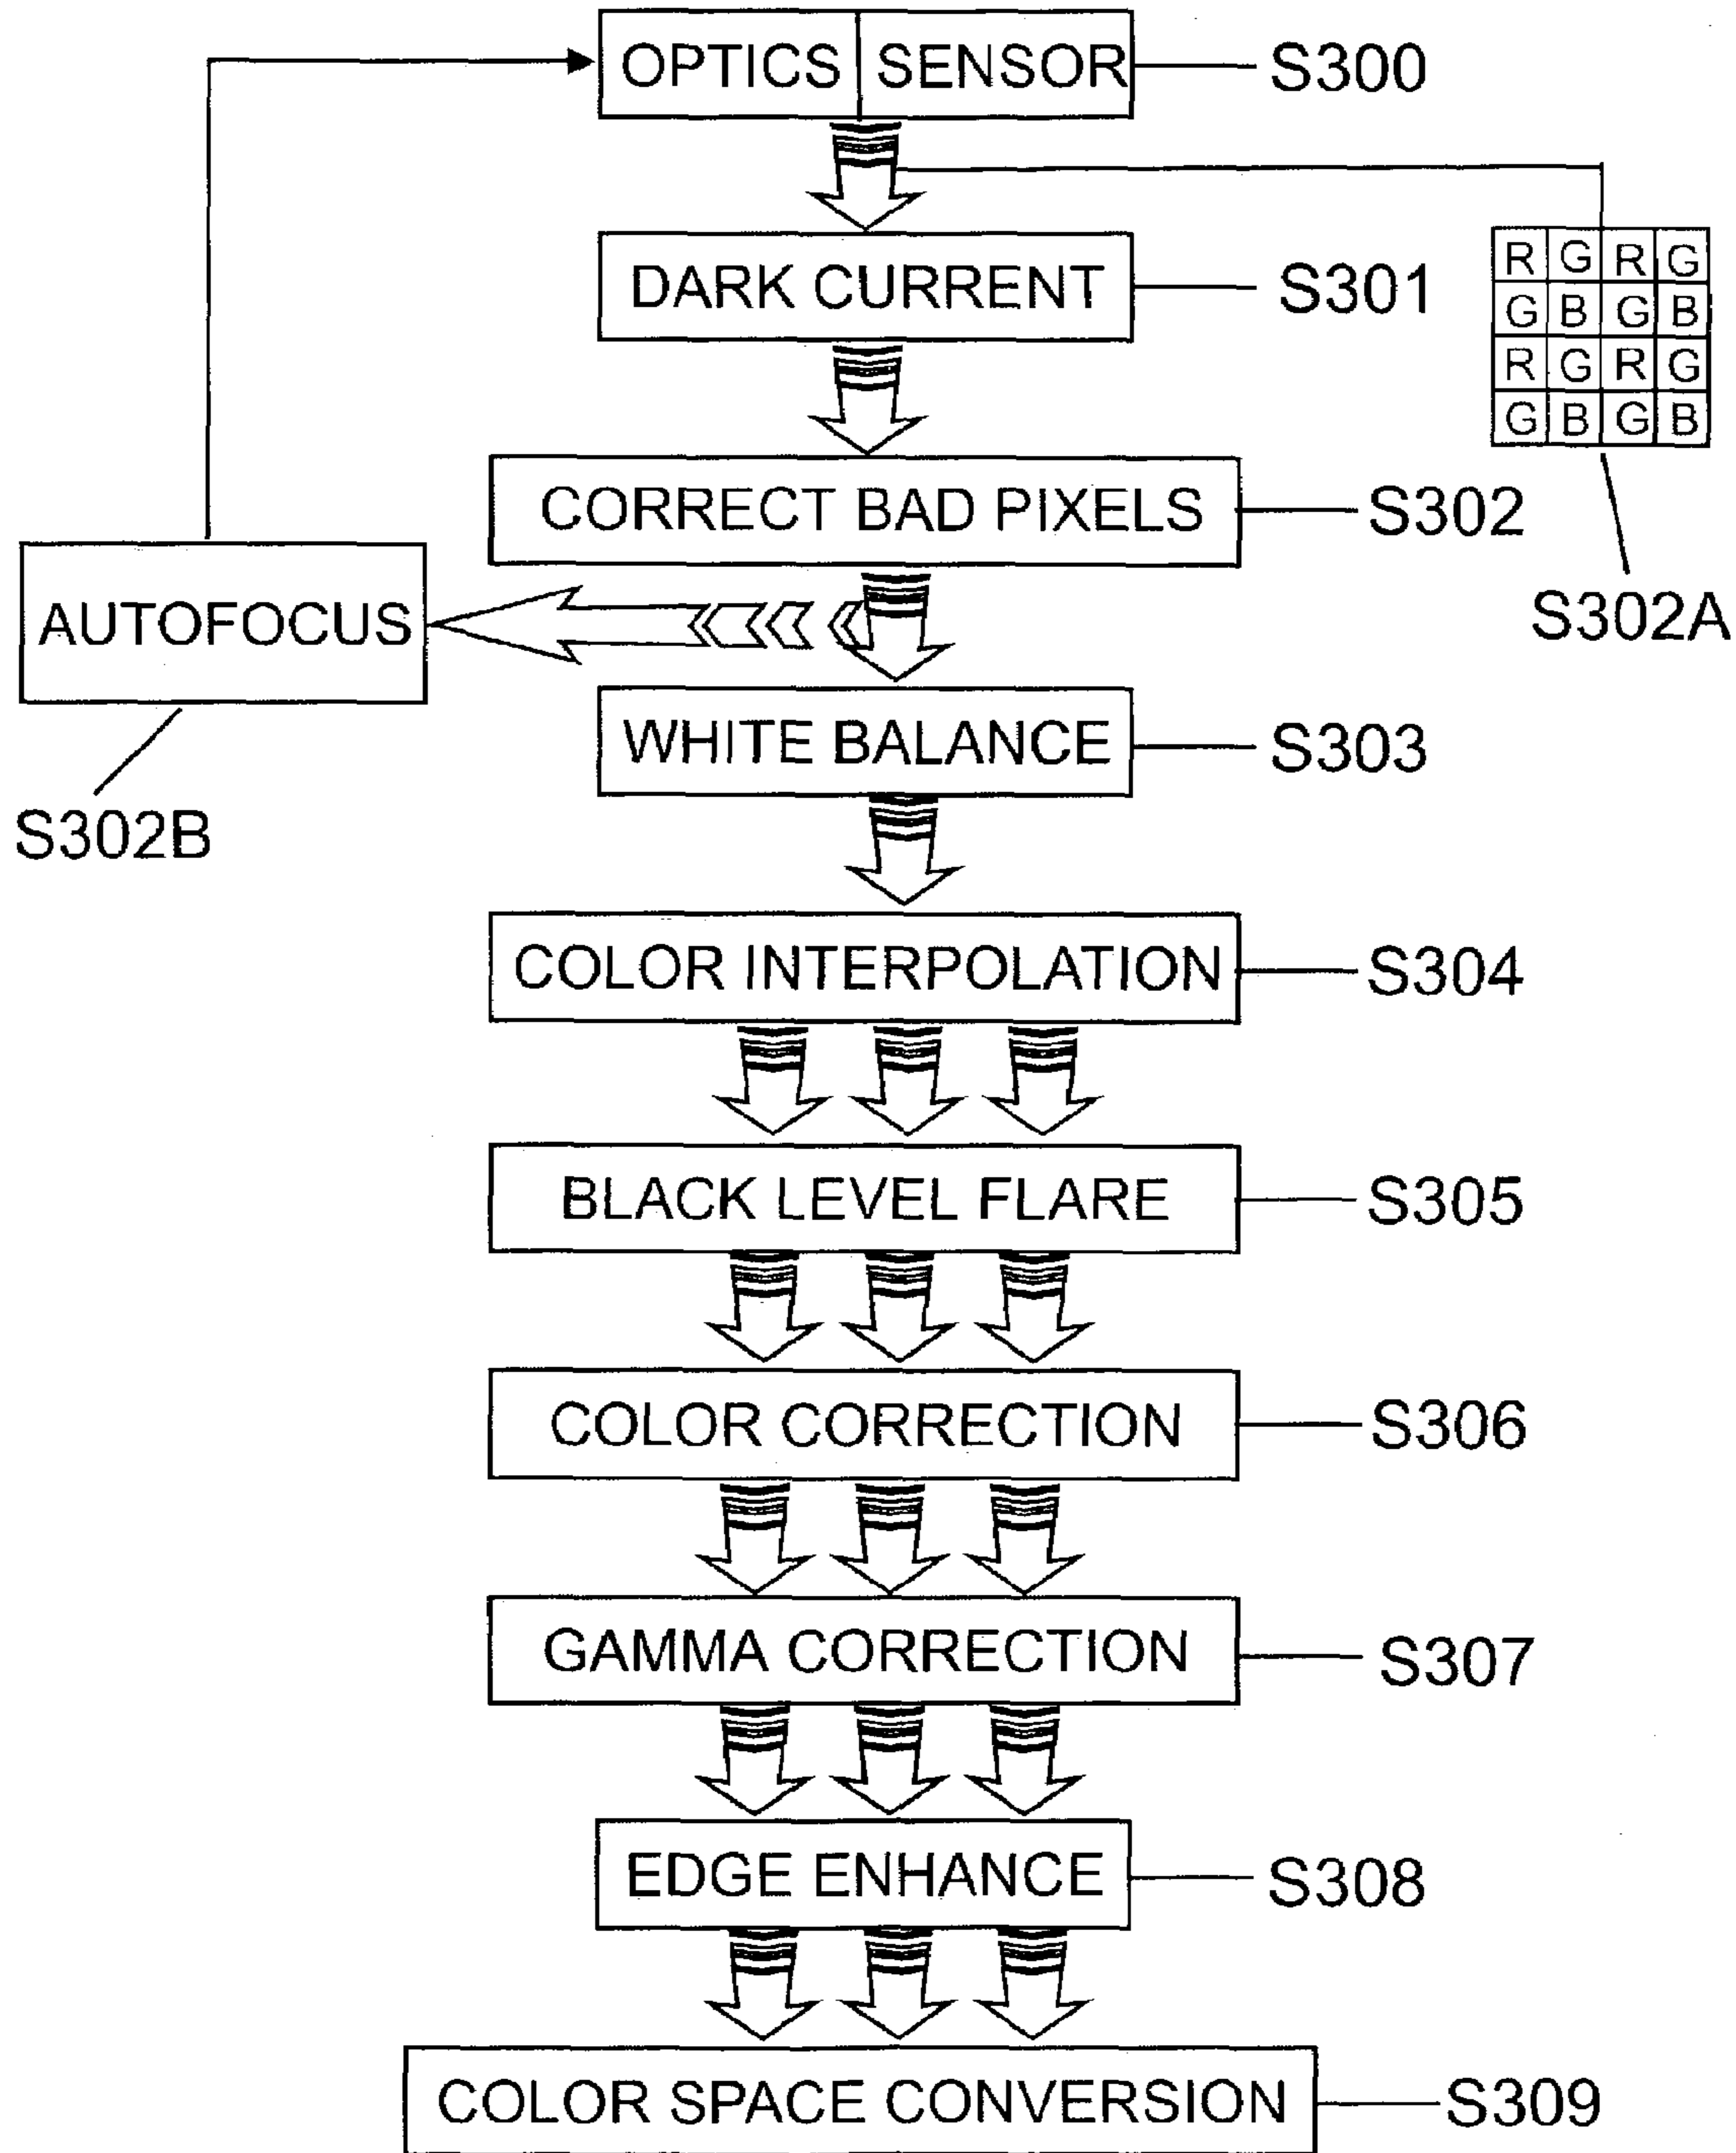 OPTICS SENSOR S300
DARK CURRENT S301
R G R G
G B G B
R G R G
G B G B
S302A
CORRECT BAD PIXELS S302
AUTOFOCUS
S302B
WHITE BALANCE S303
COLOR INTERPOLATION S304
BLACK LEVEL FLARE S305
COLOR CORRECTION S306
GAMMA CORRECTION S307
EDGE ENHANCE S308
COLOR SPACE CONVERSION S309